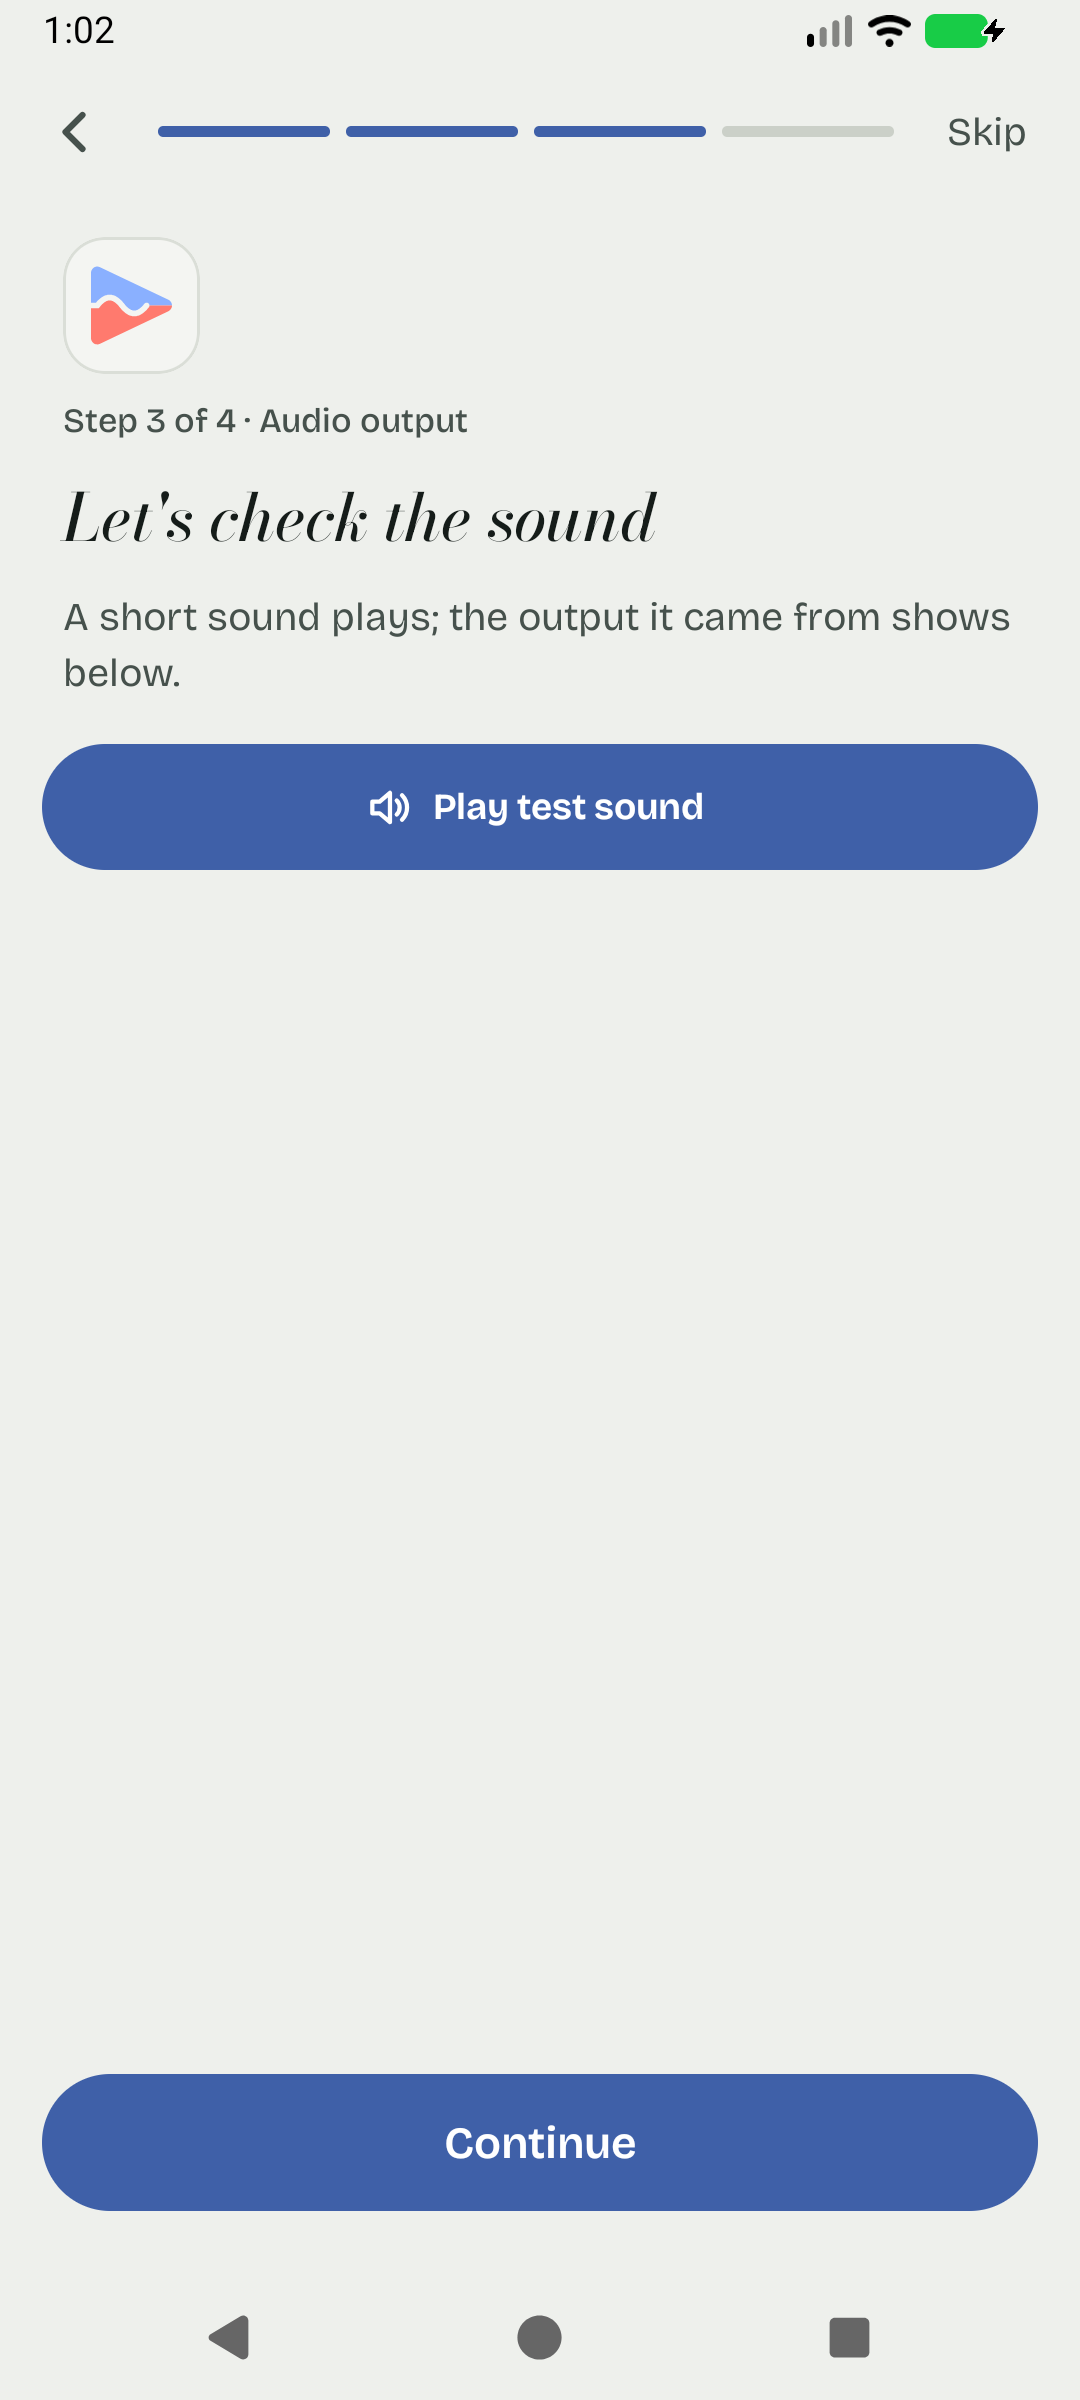 1:02
Skip
Step 3 of 4 · Audio output
Let's check the sound
A short sound plays; the output it came from shows
below.
Play test sound
Continue